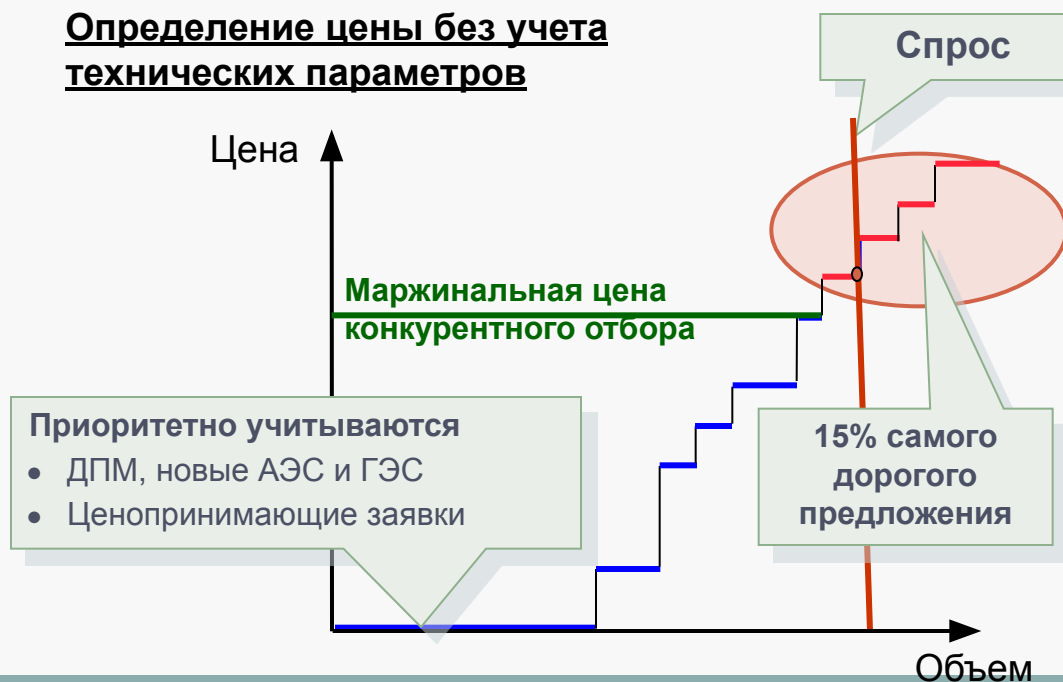 Определение цены без учета
технических параметров
Спрос
Цена
Маржинальная цена
конкурентного отбора
Приоритетно учитываются
● ДПМ, новые АЭС и ГЭС
● Ценопринимающие заявки
15% самого
дорогого
предложения
Объем